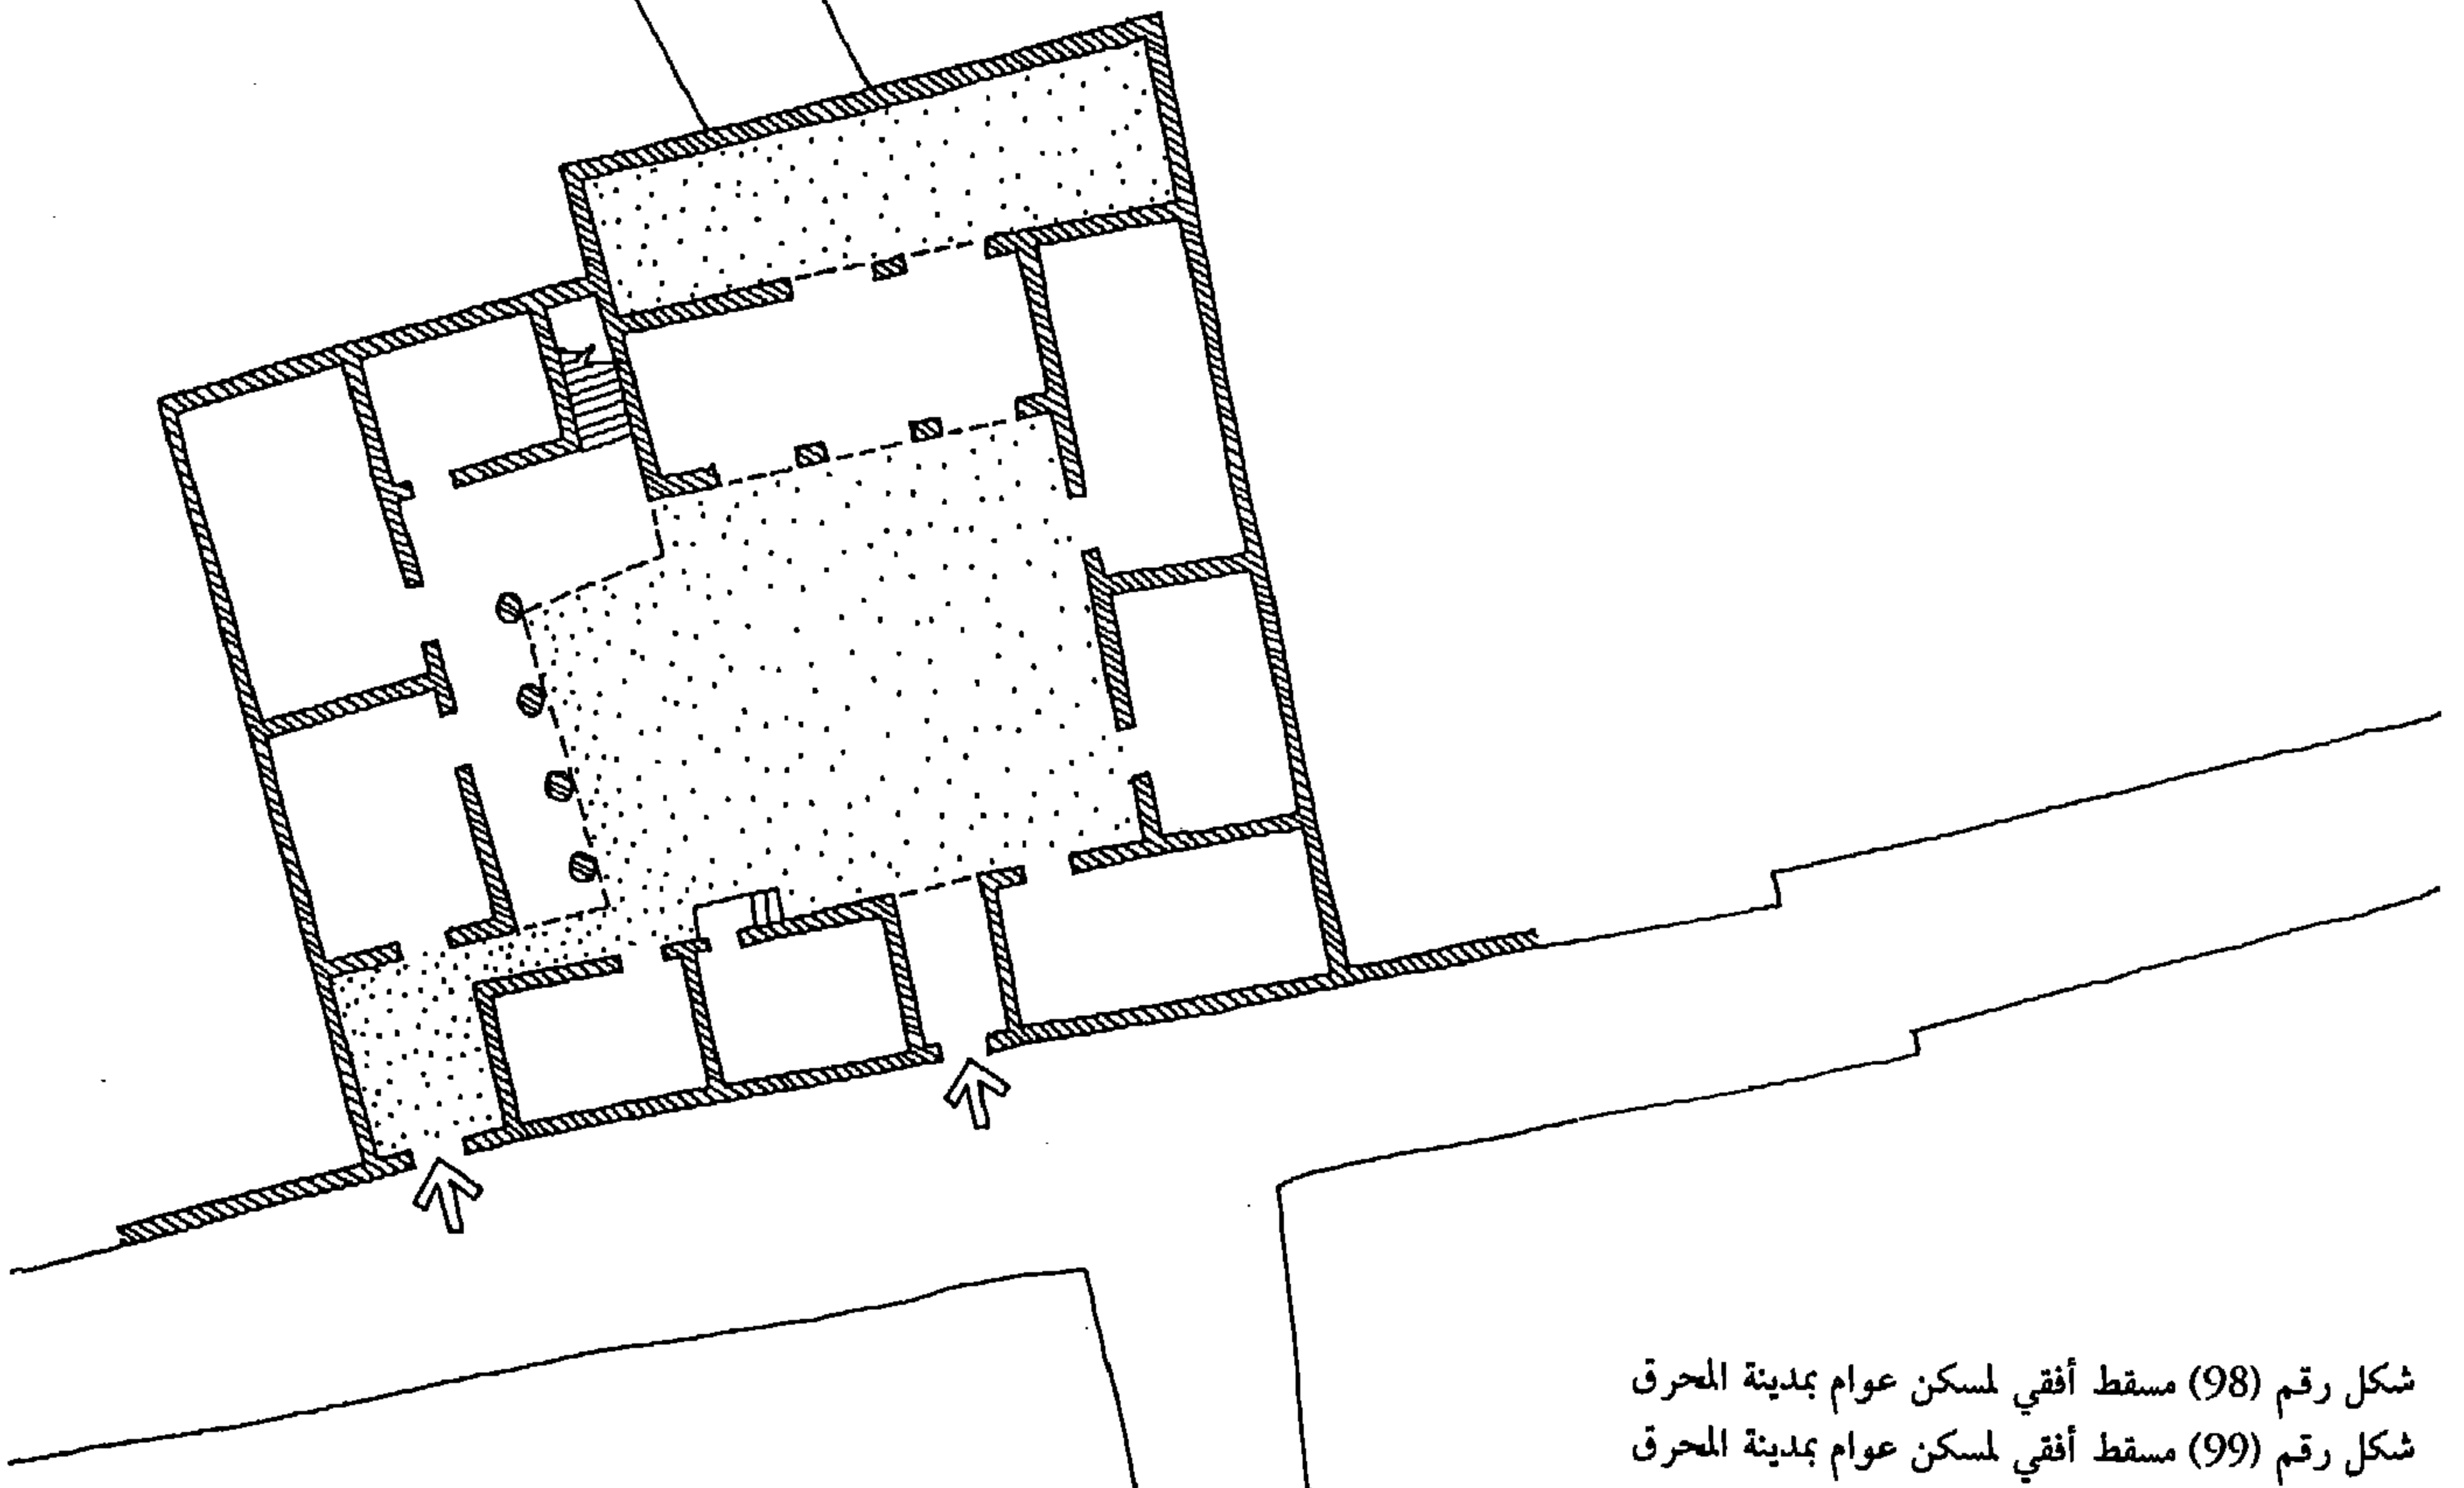 شكل رقم (98) مسقط أفقي لمسكن عوام بمدينة المحرق
شكل رقم (99) مسقط أفقي لمسكن عوام بمدينة المحرق